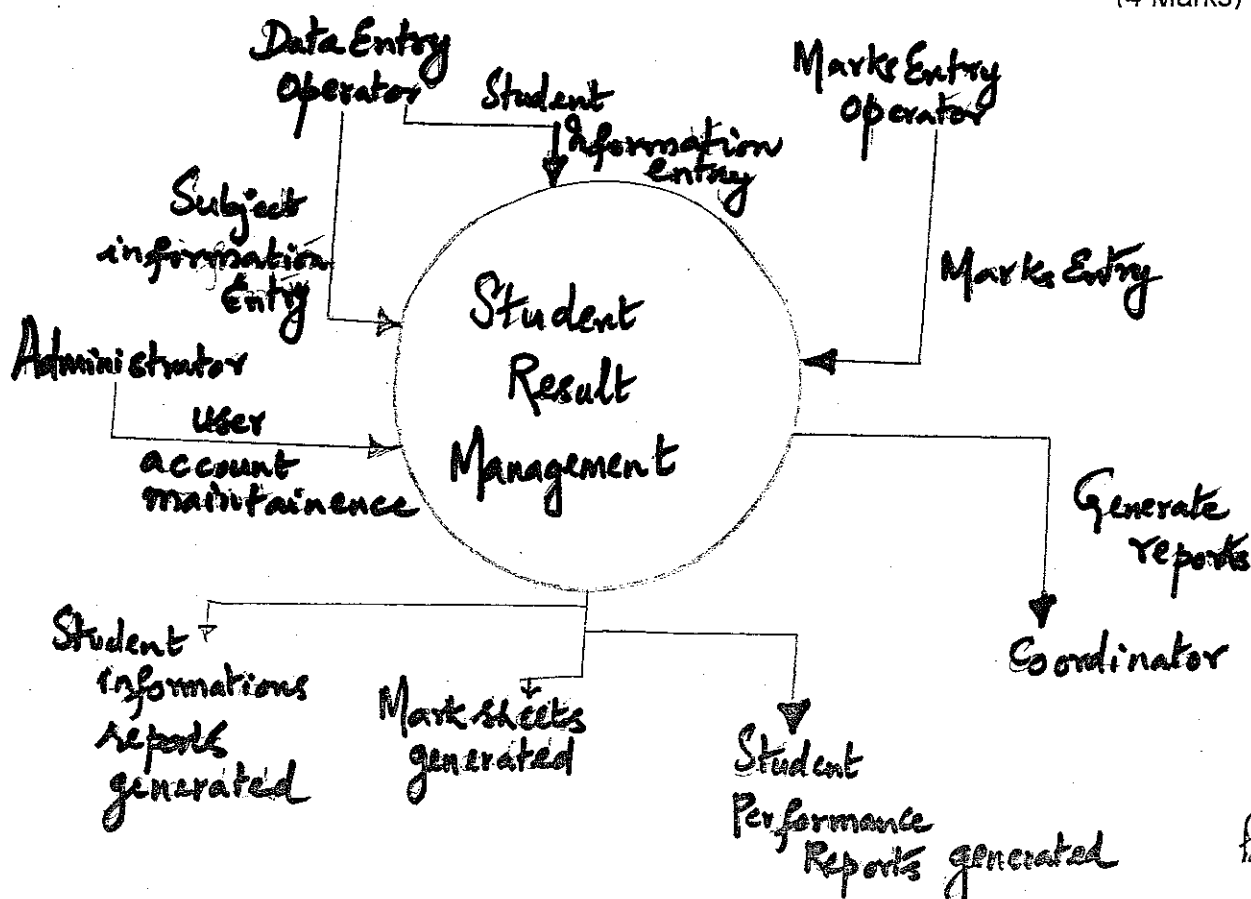 (4 Marks)
Data Entry
Operator
Student
Information
entry
Marks Entry
Operator
Subject
information
Entry
Marks Entry
Administrator
User
account
maintainence
Student
Result
Management
Generate
reports
Coordinator
Student
informations
reports
generated
Mark sheets
generated
Student
Performance
Reports generated